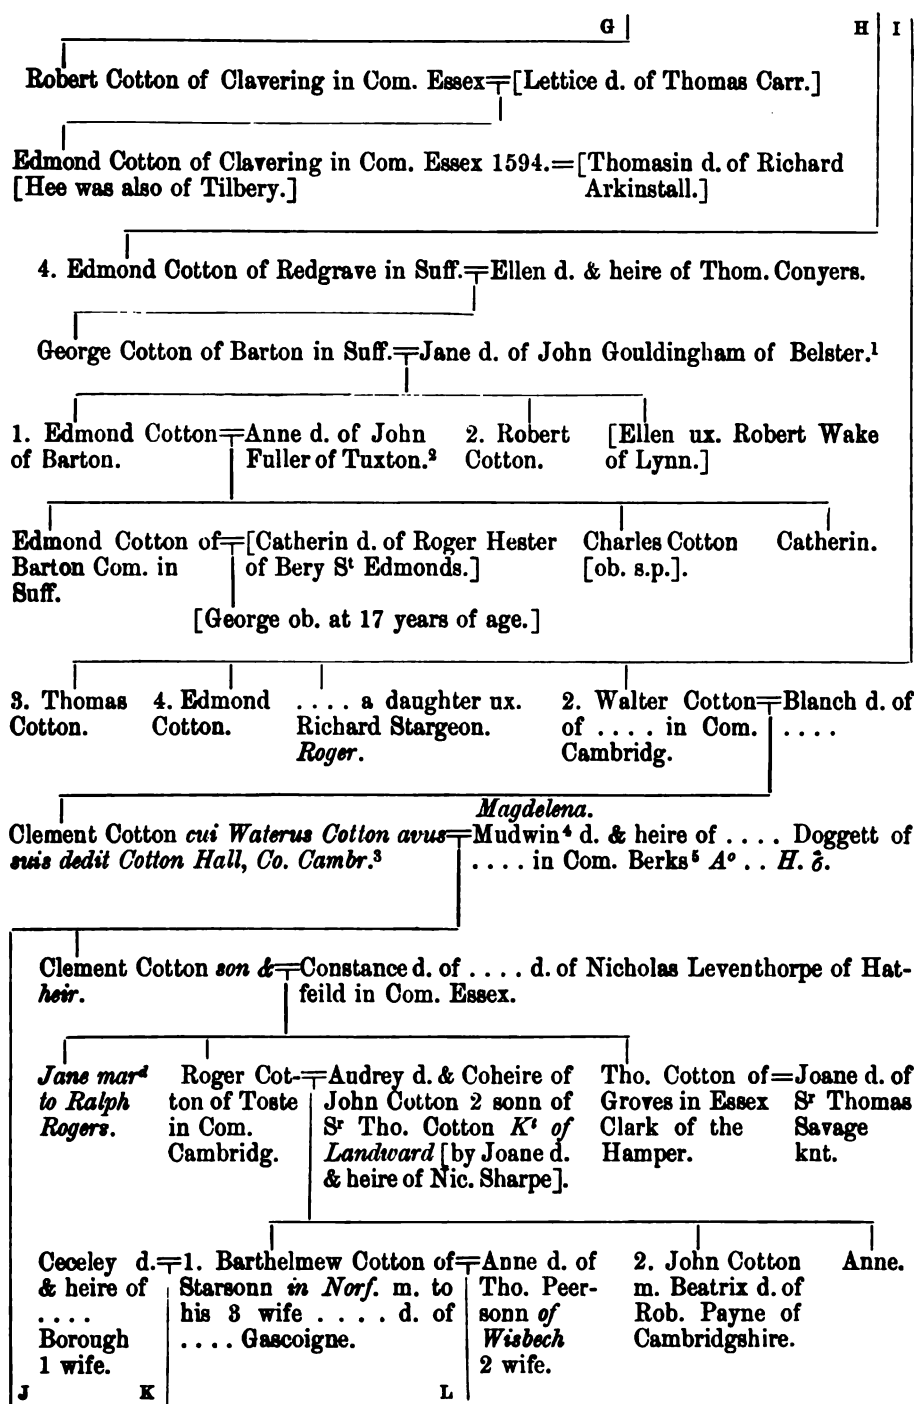 G H I
Robert Cotton of Clavering in Com. Essex=[Lettice d. of Thomas Carr.]
Edmond Cotton of Clavering in Com. Essex 1594.=[Thomasin d. of Richard
[Hee was also of Tilbery.] Arkinstall.]
4. Edmond Cotton of Redgrave in Suff.=Ellen d. & heire of Thom. Conyers.
George Cotton of Barton in Suff.=Jane d. of John Gouldingham of Belster.¹
1. Edmond Cotton=Anne d. of John 2. Robert [Ellen ux. Robert Wake
of Barton. Fuller of Tuxton.² Cotton. of Lynn.]
Edmond Cotton of=[Catherin d. of Roger Hester Charles Cotton Catherin.
Barton Com. in of Bery Sᵗ Edmonds.] [ob. s.p.].
Suff.
[George ob. at 17 years of age.]
3. Thomas 4. Edmond . . . . a daughter ux. 2. Walter Cotton=Blanch d. of
Cotton. Cotton. Richard Stargeon. of . . . . in Com. . . . .
Roger. Cambridg.
Magdelena.
Clement Cotton cui Waterus Cotton avus=Mudwin⁴ d. & heire of . . . . Doggett of
suis dedit Cotton Hall, Co. Cambr.³ . . . . in Com. Berks⁵ Aº . . H. 6.
Clement Cotton son &=Constance d. of . . . . d. of Nicholas Leventhorpe of Hat-
heir. feild in Com. Essex.
Jane marᵈ Roger Cot-=Audrey d. & Coheire of Tho. Cotton of=Joane d. of
to Ralph ton of Toste John Cotton 2 sonn of Groves in Essex Sʳ Thomas
Rogers. in Com. Sʳ Tho. Cotton Kᵗ of Clark of the Savage
Cambridg. Landward [by Joane d. Hamper. knt.
& heire of Nic. Sharpe].
Ceceley d.=1. Barthelmew Cotton of=Anne d. of 2. John Cotton Anne.
& heire of Starsonn in Norf. m. to Tho. Peer- m. Beatrix d. of
. . . . his 3 wife . . . . d. of sonn of Rob. Payne of
Borough . . . . Gascoigne. Wisbech Cambridgshire.
1 wife. 2 wife.
J K L